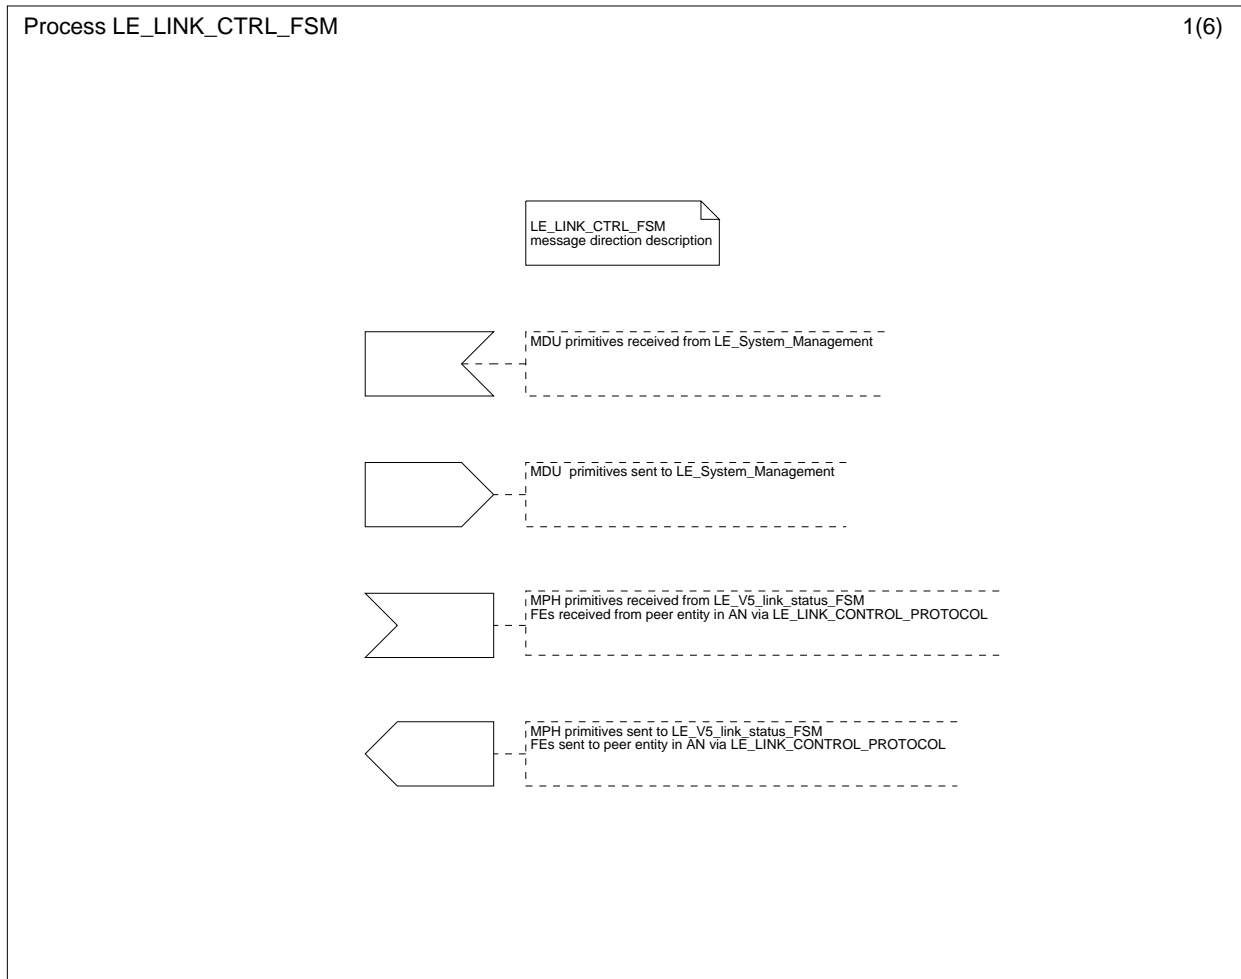 Process LE_LINK_CTRL_FSM
1(6)
LE_LINK_CTRL_FSM
message direction description
MDU primitives received from LE_System_Management
MDU  primitives sent to LE_System_Management
MPH primitives received from LE_V5_link_status_FSM
FEs received from peer entity in AN via LE_LINK_CONTROL_PROTOCOL
MPH primitives sent to LE_V5_link_status_FSM
FEs sent to peer entity in AN via LE_LINK_CONTROL_PROTOCOL